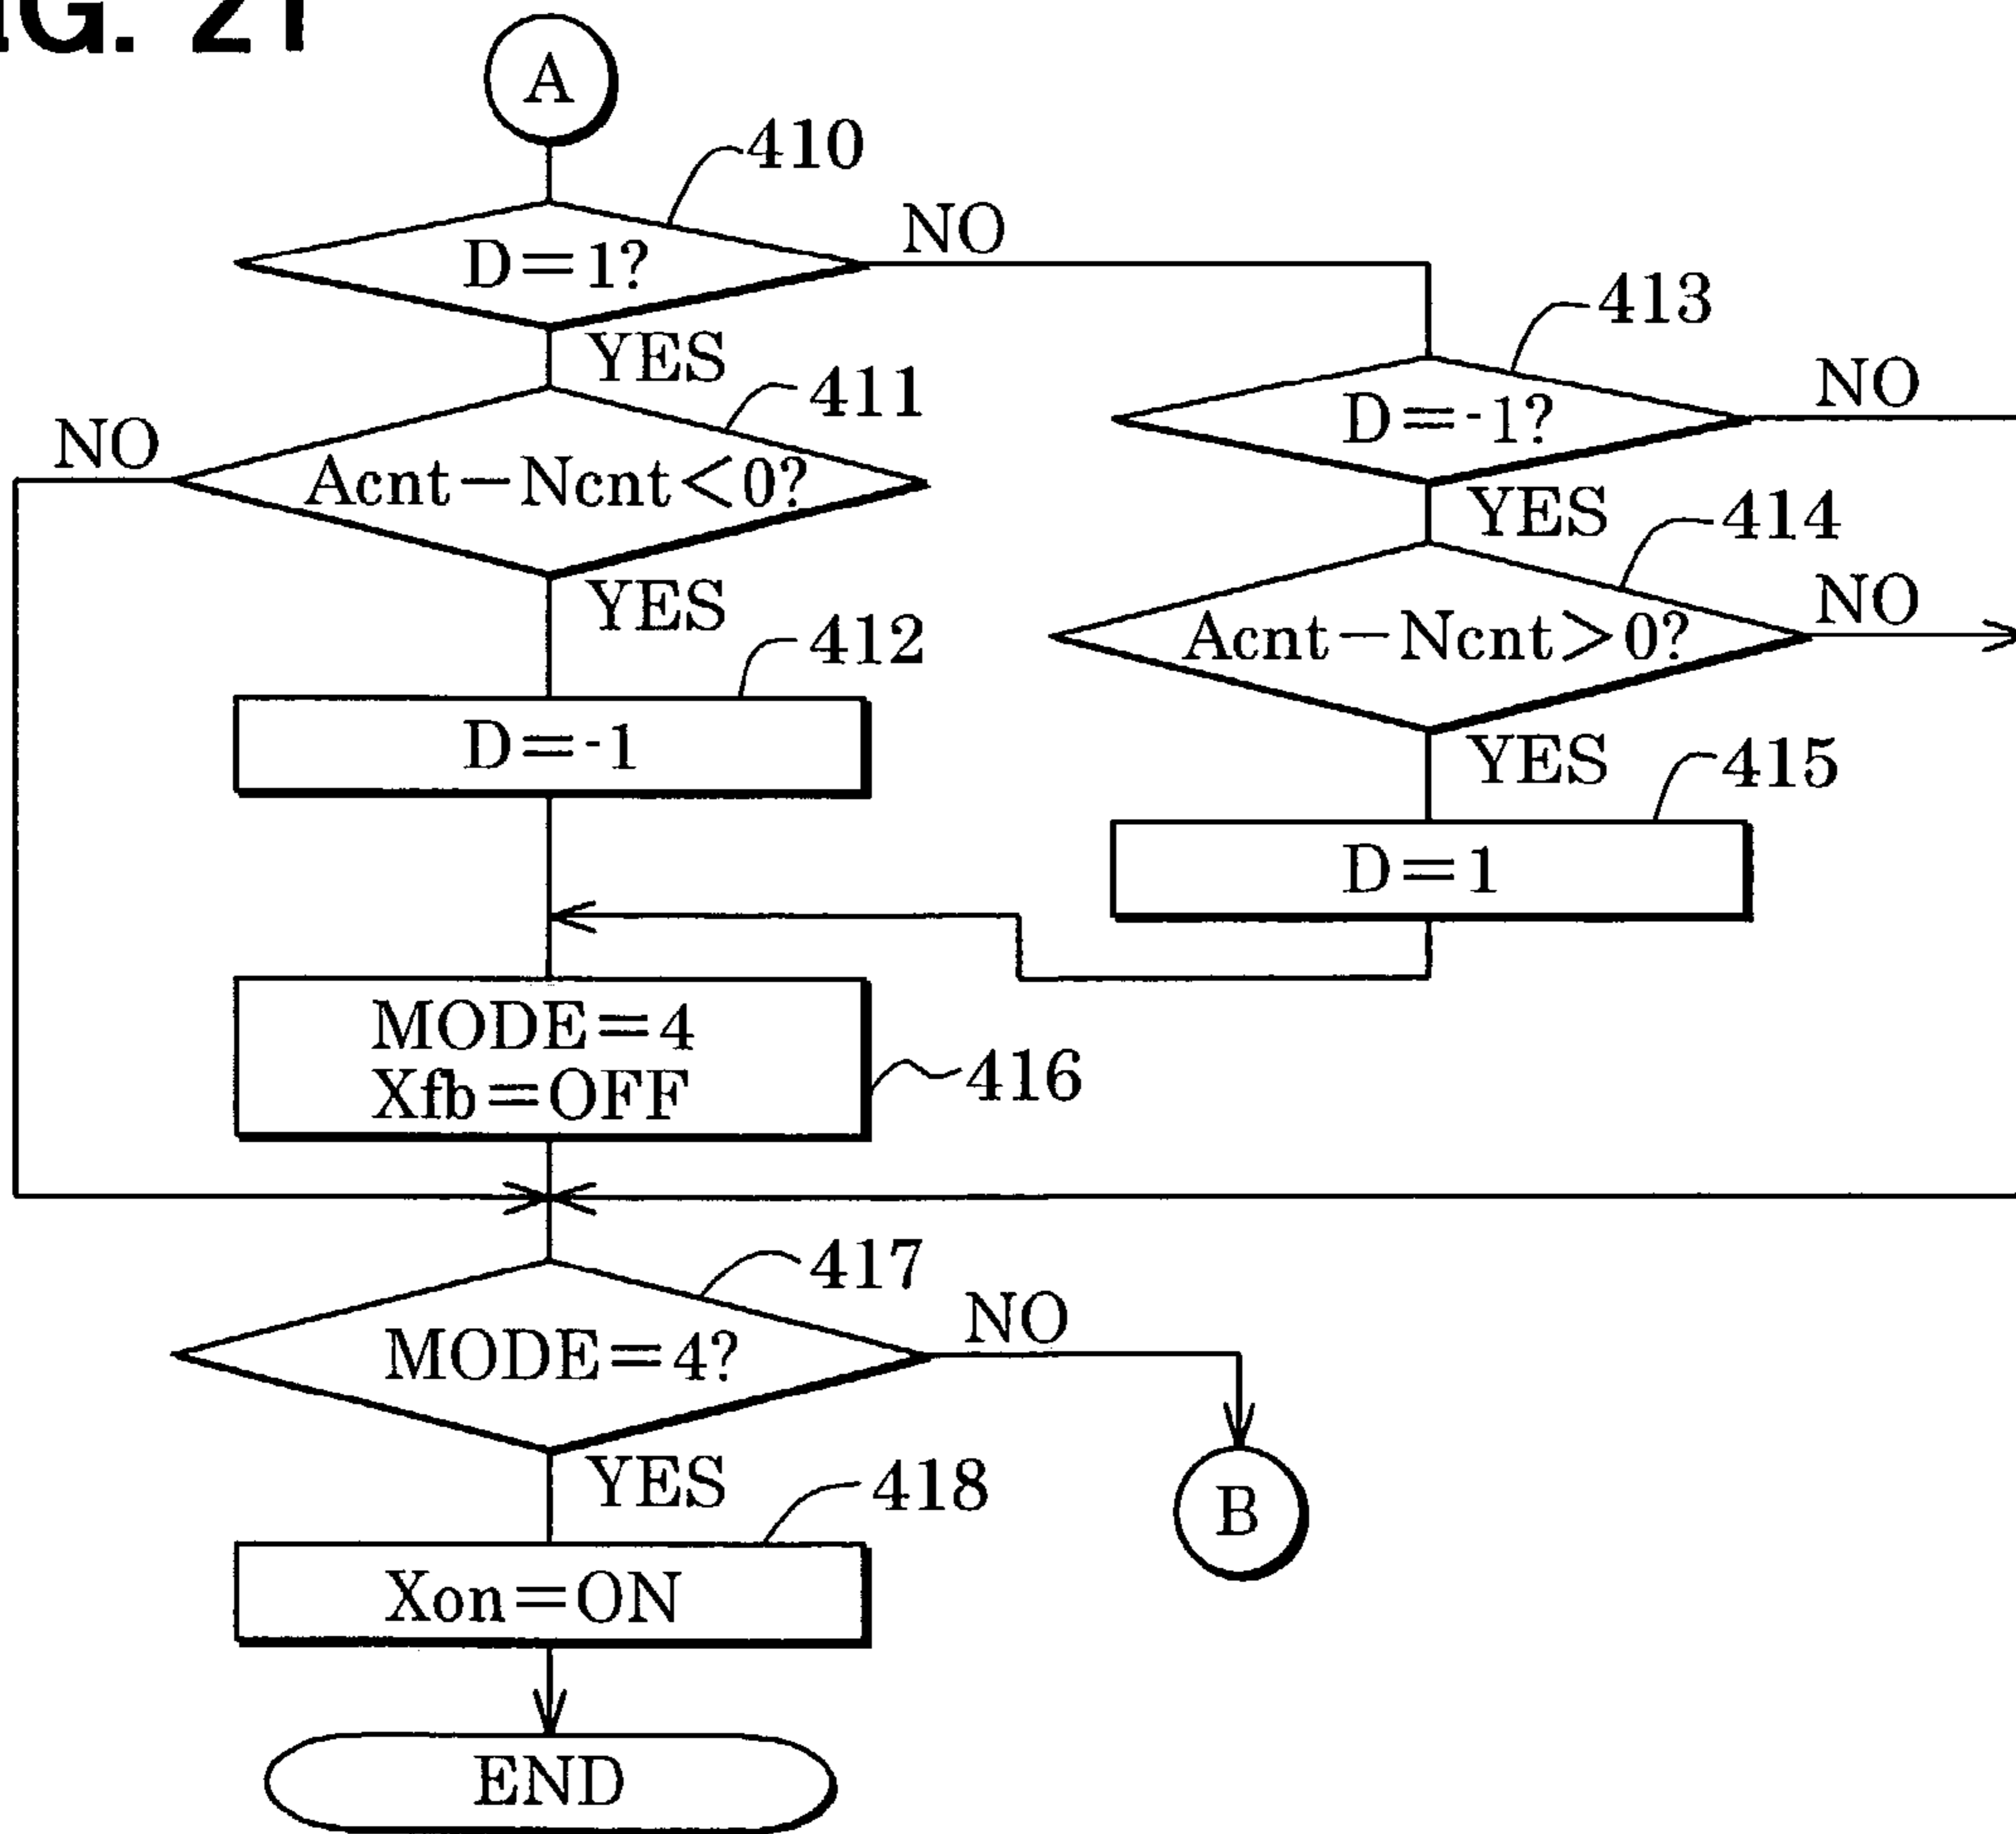 G. 21
A
410
D=1?
NO
YES
413
D=-1?
NO
411
NO
Acnt−Ncnt<0?
YES
YES
414
Acnt−Ncnt>0?
NO
412
D=-1
YES
415
D=1
MODE=4
Xfb=OFF
416
417
MODE=4?
NO
YES
B
418
Xon=ON
END